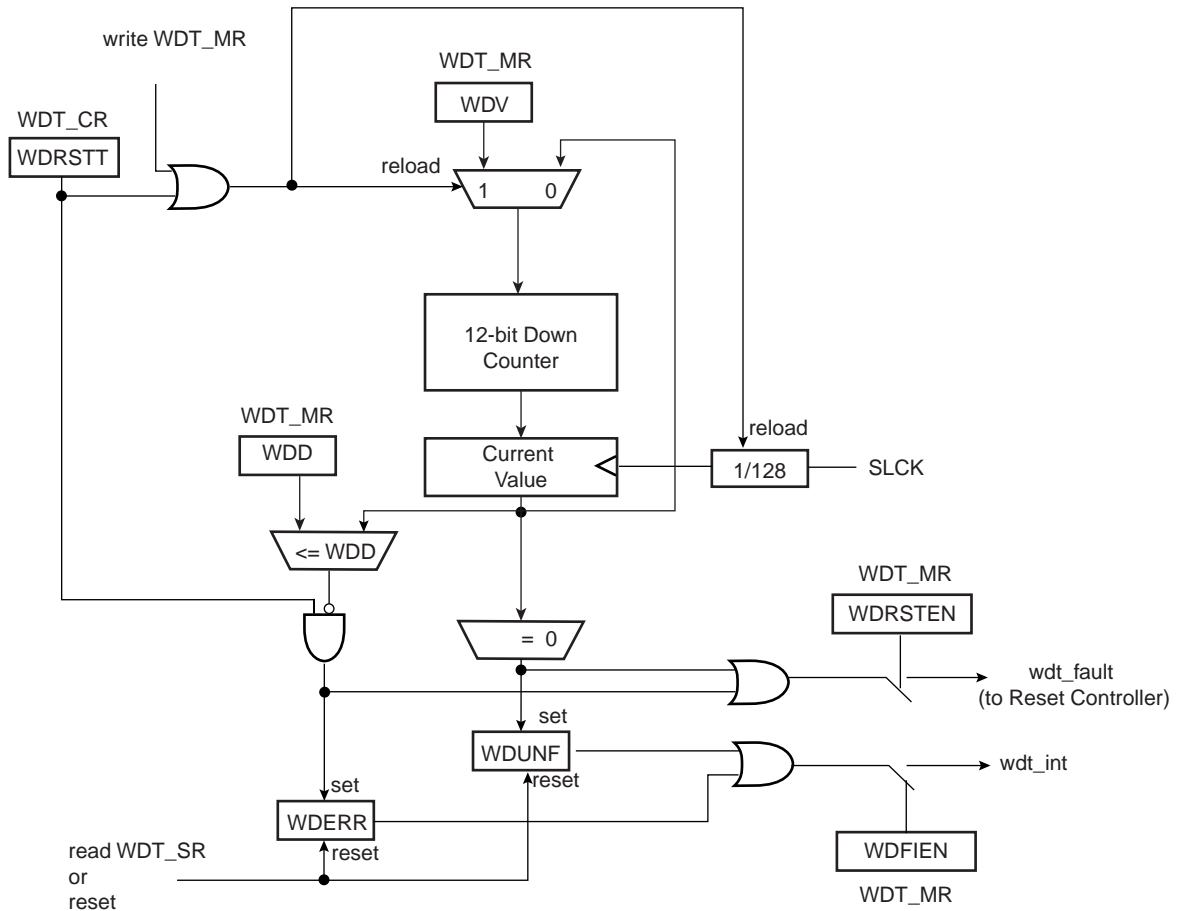 write WDT_MR
WDT_MR
WDV
WDT_CR
WDRSTT
reload
1 0
12-bit Down
Counter
WDT_MR
WDD
reload
Current
Value
1/128
SLCK
<= WDD
WDT_MR
WDRSTEN
= 0
wdt_fault
(to Reset Controller)
set
WDUNF
reset
wdt_int
set
WDERR
reset
read WDT_SR
or
reset
WDFIEN
WDT_MR